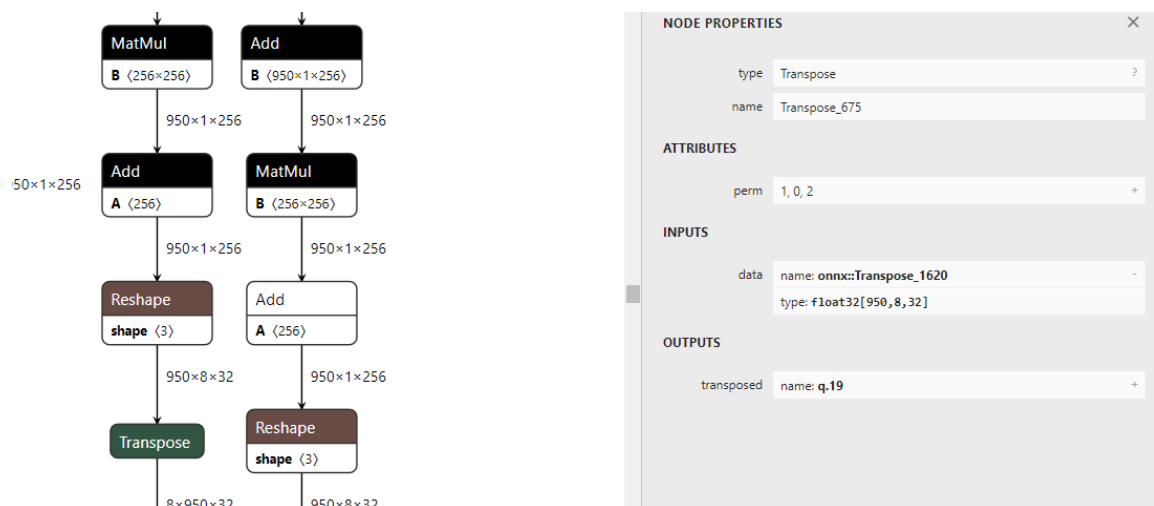 MatMul
B ⟨256×256⟩
Add
B ⟨950×1×256⟩
950×1×256
950×1×256
50×1×256
Add
A ⟨256⟩
MatMul
B ⟨256×256⟩
950×1×256
950×1×256
Reshape
shape ⟨3⟩
Add
A ⟨256⟩
950×8×32
950×1×256
Transpose
Reshape
shape ⟨3⟩
8×950×32
950×8×32
NODE PROPERTIES ×
type Transpose ?
name Transpose_675
ATTRIBUTES
perm 1, 0, 2 +
INPUTS
data name: onnx::Transpose_1620 -
type: float32[950,8,32]
OUTPUTS
transposed name: q.19 +